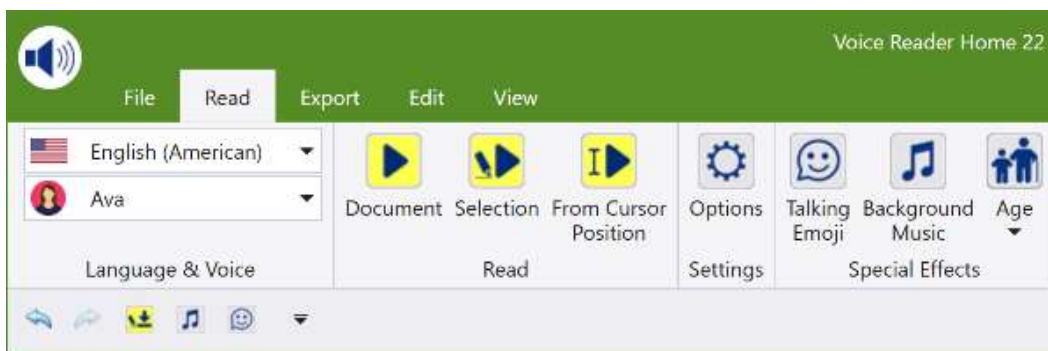 Voice Reader Home 22
File Read Export Edit View
English (American)
Ava
Language & Voice
Document Selection From Cursor
Position
Read
Options
Settings
Talking Background Age
Emoji Music
Special Effects